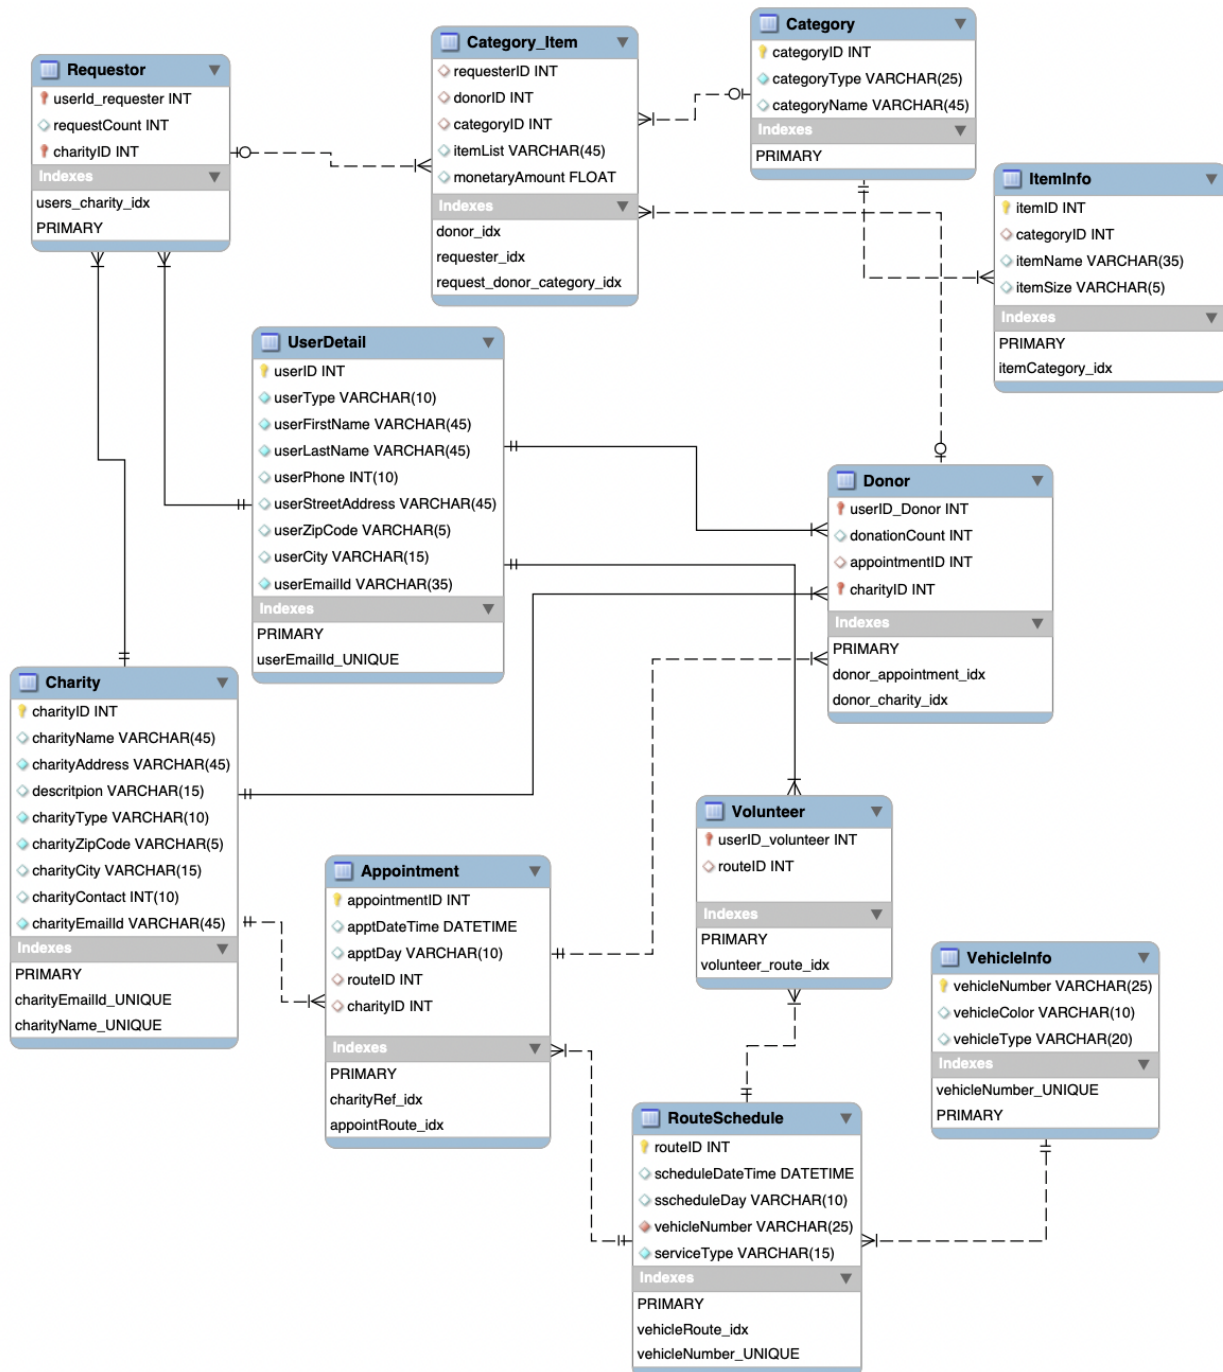 Requestor
userId_requester INT
requestCount INT
charityID INT
Indexes
users_charity_idx
PRIMARY
Category_Item
requesterID INT
donorID INT
categoryID INT
itemList VARCHAR(45)
monetaryAmount FLOAT
Indexes
donor_idx
requester_idx
request_donor_category_idx
Category
categoryID INT
categoryType VARCHAR(25)
categoryName VARCHAR(45)
Indexes
PRIMARY
ItemInfo
itemID INT
categoryID INT
itemName VARCHAR(35)
itemSize VARCHAR(5)
Indexes
PRIMARY
itemCategory_idx
UserDetail
userID INT
userType VARCHAR(10)
userFirstName VARCHAR(45)
userLastName VARCHAR(45)
userPhone INT(10)
userStreetAddress VARCHAR(45)
userZipCode VARCHAR(5)
userCity VARCHAR(15)
userEmailId VARCHAR(35)
Indexes
PRIMARY
userEmailId_UNIQUE
Donor
userID_Donor INT
donationCount INT
appointmentID INT
charityID INT
Indexes
PRIMARY
donor_appointment_idx
donor_charity_idx
Charity
charityID INT
charityName VARCHAR(45)
charityAddress VARCHAR(45)
descritpion VARCHAR(15)
charityType VARCHAR(10)
charityZipCode VARCHAR(5)
charityCity VARCHAR(15)
charityContact INT(10)
charityEmailId VARCHAR(45)
Indexes
PRIMARY
charityEmailId_UNIQUE
charityName_UNIQUE
Appointment
appointmentID INT
apptDateTime DATETIME
apptDay VARCHAR(10)
routeID INT
charityID INT
Indexes
PRIMARY
charityRef_idx
appointRoute_idx
Volunteer
userID_volunteer INT
routeID INT
Indexes
PRIMARY
volunteer_route_idx
VehicleInfo
vehicleNumber VARCHAR(25)
vehicleColor VARCHAR(10)
vehicleType VARCHAR(20)
Indexes
vehicleNumber_UNIQUE
PRIMARY
RouteSchedule
routeID INT
scheduleDateTime DATETIME
sscheduleDay VARCHAR(10)
vehicleNumber VARCHAR(25)
serviceType VARCHAR(15)
Indexes
PRIMARY
vehicleRoute_idx
vehicleNumber_UNIQUE